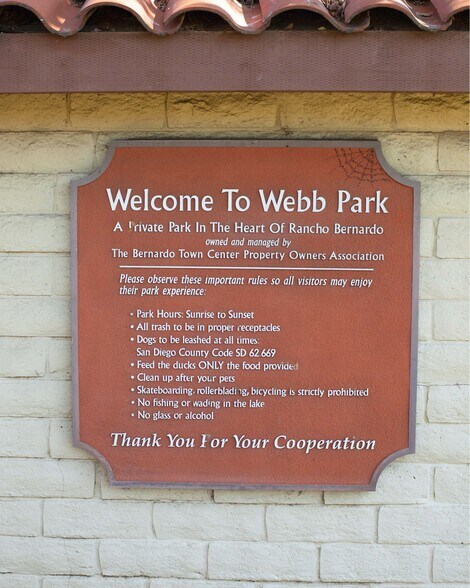 Welcome To Webb Park
A Private Park In The Heart Of Rancho Bernardo
owned and managed by
The Bernardo Town Center Property Owners Association
Please observe these important rules so all visitors may enjoy
their park experience:
• Park Hours: Sunrise to Sunset
• All trash to be in proper receptacles
• Dogs to be leashed at all times:
San Diego County Code SD 62.669
• Feed the ducks ONLY the food provided
• Clean up after your pets
• Skateboarding, rollerblading, bicycling is strictly prohibited
• No fishing or wading in the lake
• No glass or alcohol
Thank You For Your Cooperation